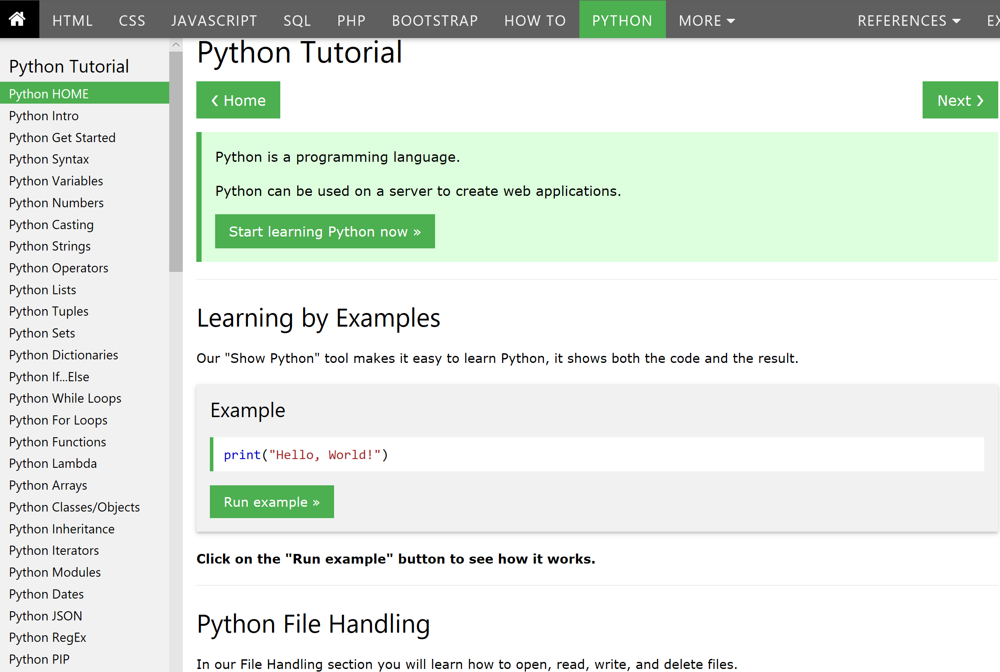 HTML CSS JAVASCRIPT SQL PHP BOOTSTRAP HOW TO PYTHON MORE REFERENCES
Python Tutorial
Python HOME
Python Intro
Python Get Started
Python Syntax
Python Variables
Python Numbers
Python Casting
Python Strings
Python Operators
Python Lists
Python Tuples
Python Sets
Python Dictionaries
Python If...Else
Python While Loops
Python For Loops
Python Functions
Python Lambda
Python Arrays
Python Classes/Objects
Python Inheritance
Python Iterators
Python Modules
Python Dates
Python JSON
Python RegEx
Python PIP
Python Tutorial
❮ Home Next ❯
Python is a programming language.
Python can be used on a server to create web applications.
Start learning Python now »
Learning by Examples
Our "Show Python" tool makes it easy to learn Python, it shows both the code and the result.
Example
print("Hello, World!")
Run example »
Click on the "Run example" button to see how it works.
Python File Handling
In our File Handling section you will learn how to open, read, write, and delete files.